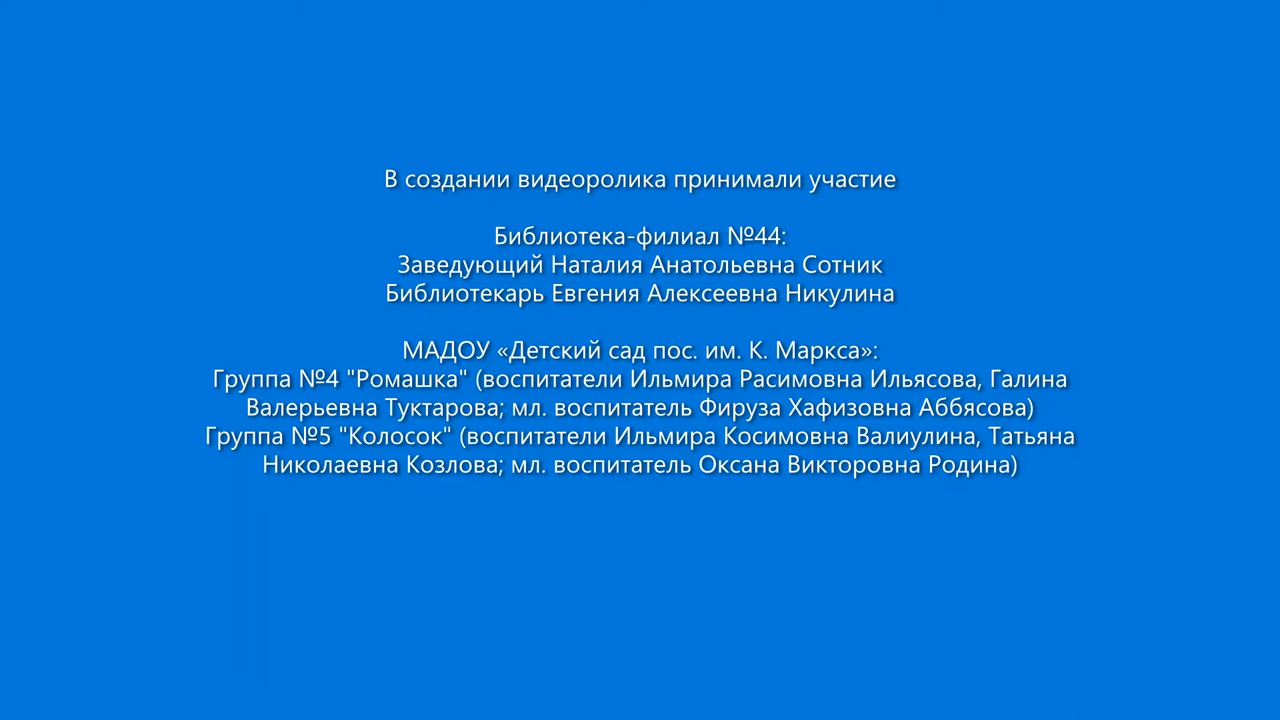 В создании видеоролика принимали участие
Библиотека-филиал №44:
Заведующий Наталия Анатольевна Сотник
Библиотекарь Евгения Алексеевна Никулина
МАДОУ «Детский сад пос. им. К. Маркса»:
Группа №4 "Ромашка" (воспитатели Ильмира Расимовна Ильясова, Галина
Валерьевна Туктарова; мл. воспитатель Фируза Хафизовна Аббясова)
Группа №5 "Колосок" (воспитатели Ильмира Косимовна Валиулина, Татьяна
Николаевна Козлова; мл. воспитатель Оксана Викторовна Родина)